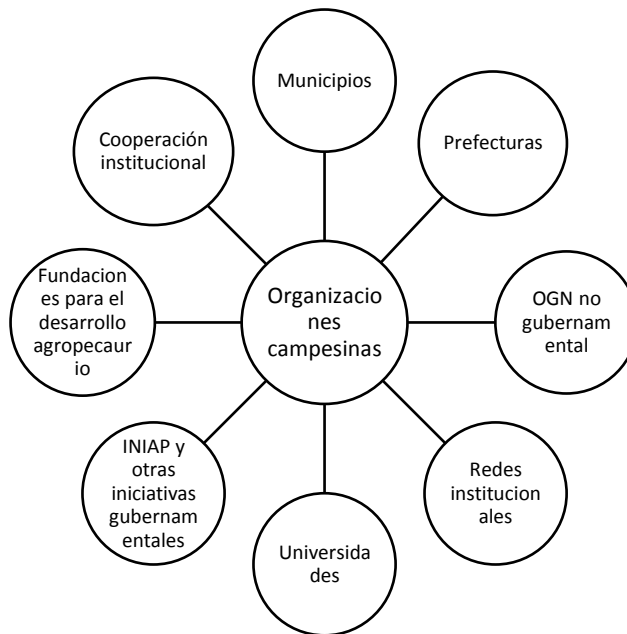 Municipios
Prefecturas
OGN no
gubernam
ental
Redes
institucion
ales
Universida
des
INIAP y
otras
iniciativas
gubernam
entales
Fundacion
es para el
desarrollo
agropecaur
io
Cooperación
institucional
Organizacio
nes
campesinas